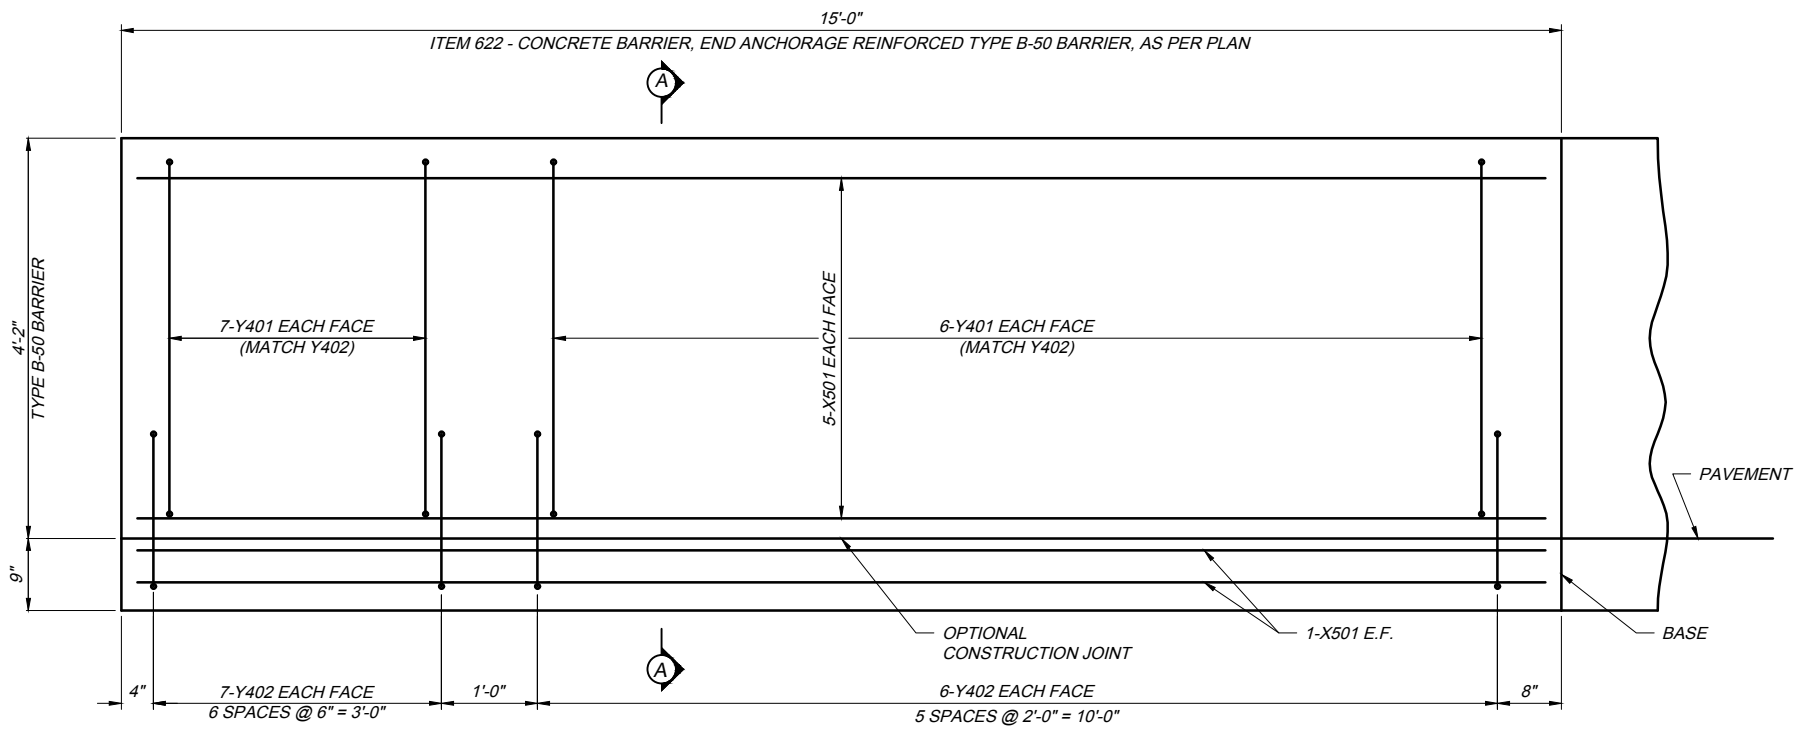 15'-0"
ITEM 622 - CONCRETE BARRIER, END ANCHORAGE REINFORCED TYPE B-50 BARRIER, AS PER PLAN
A
4'-2"
TYPE B-50 BARRIER
7-Y401 EACH FACE
(MATCH Y402)
5-X501 EACH FACE
6-Y401 EACH FACE
(MATCH Y402)
PAVEMENT
9"
OPTIONAL
CONSTRUCTION JOINT
1-X501 E.F.
BASE
A
4"
7-Y402 EACH FACE
6 SPACES @ 6" = 3'-0"
1'-0"
6-Y402 EACH FACE
5 SPACES @ 2'-0" = 10'-0"
8"